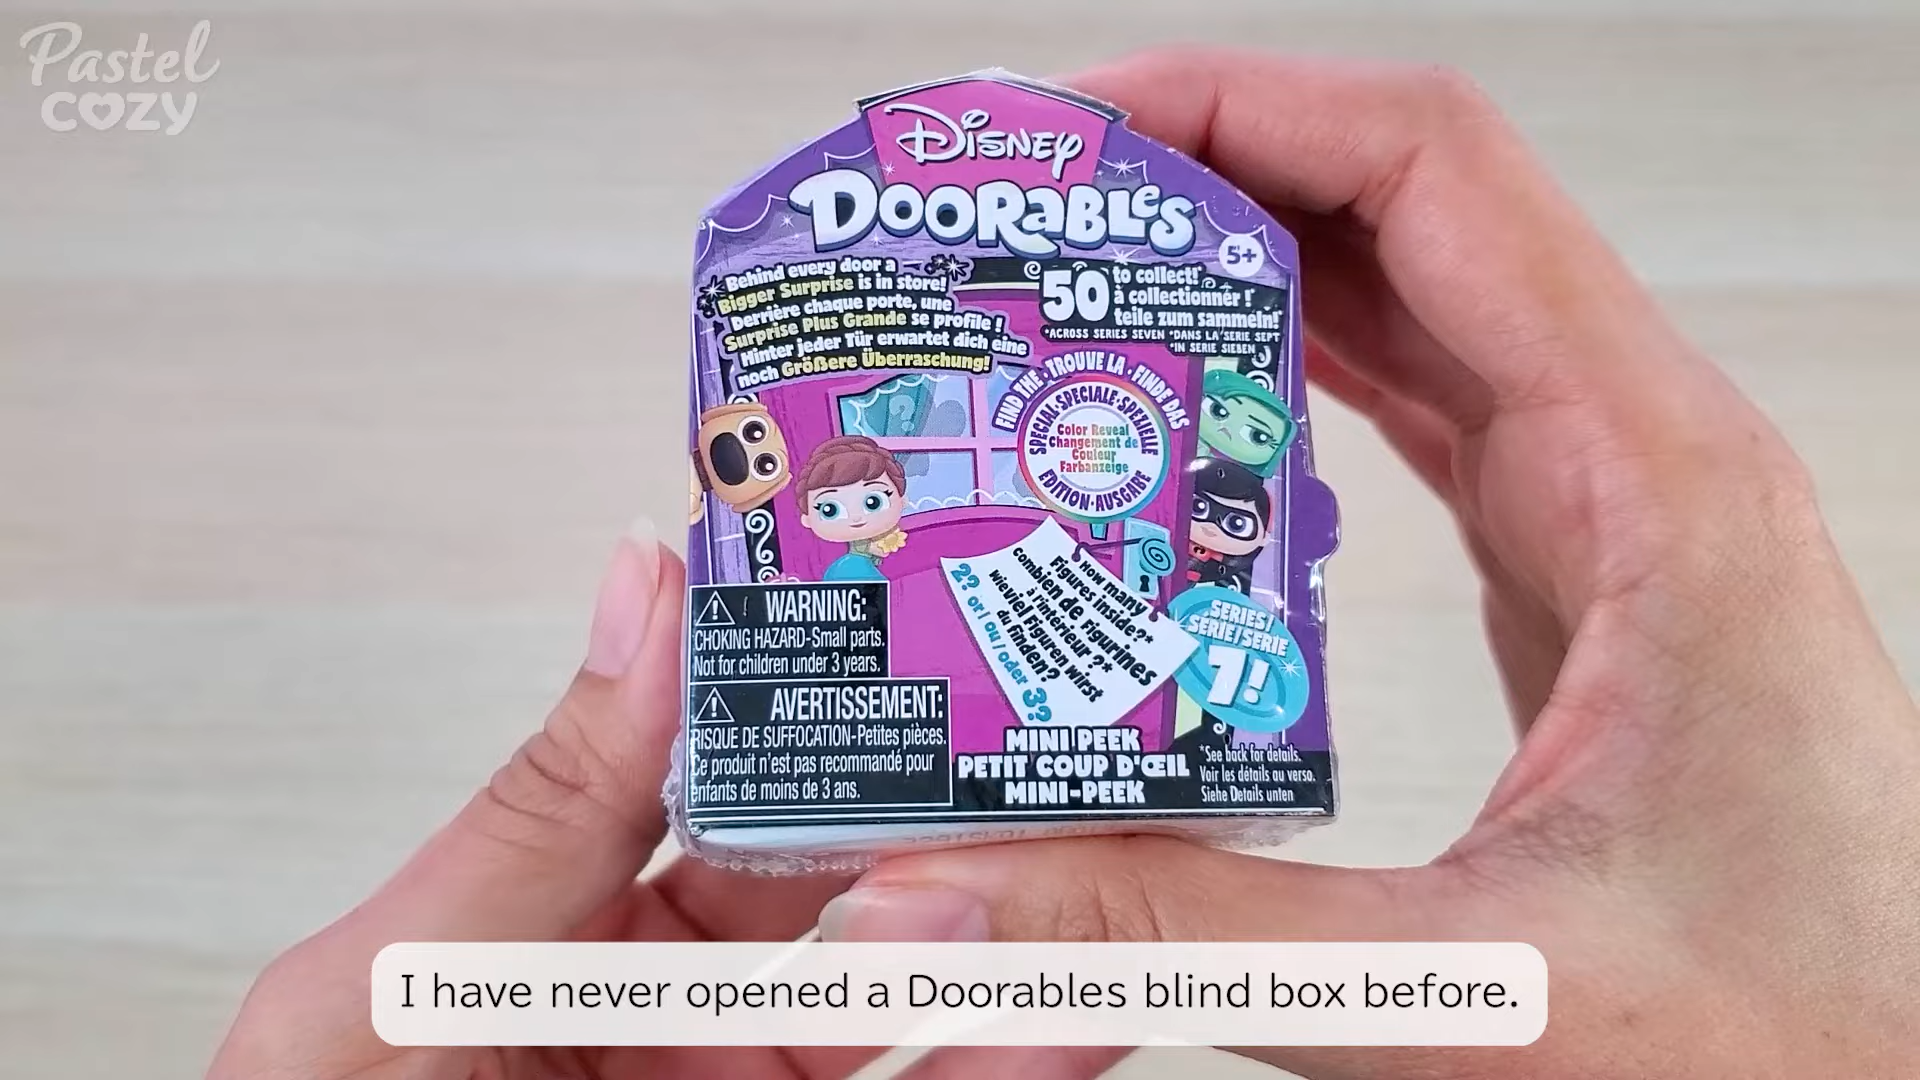 Pastel
cozy
Disney
DOORaBLes
5+
Behind every door a
Bigger Surprise is in store!
Derrière chaque porte, une
Surprise Plus Grande se profile !
Hinter jeder Tür erwartet dich eine
noch Größere Überraschung!
50 to collect!*
à collectionner !*
teile zum sammeln!*
*ACROSS SERIES SEVEN *DANS LA SERIE SEPT
*IN SERIE SIEBEN
FIND THE · TROUVE LA · FINDE DAS
SPECIAL·SPECIALE·SPEZIELLE
Color Reveal
Changement de
Couleur
Farbanzeige
EDITION·AUSGABE
How many
Figures inside?*
combien de Figurines
à l'intérieur ?*
wieviel Figuren wirst
du finden?
2? or/ ou / oder 3?
SERIES/
SÉRIE/SERIE
7!
WARNING:
CHOKING HAZARD-Small parts.
Not for children under 3 years.
AVERTISSEMENT:
RISQUE DE SUFFOCATION-Petites pièces.
Ce produit n'est pas recommandé pour
enfants de moins de 3 ans.
MINI PEEK
PETIT COUP D'ŒIL
MINI-PEEK
*See back for details.
Voir les détails au verso.
Siehe Details unten
I have never opened a Doorables blind box before.